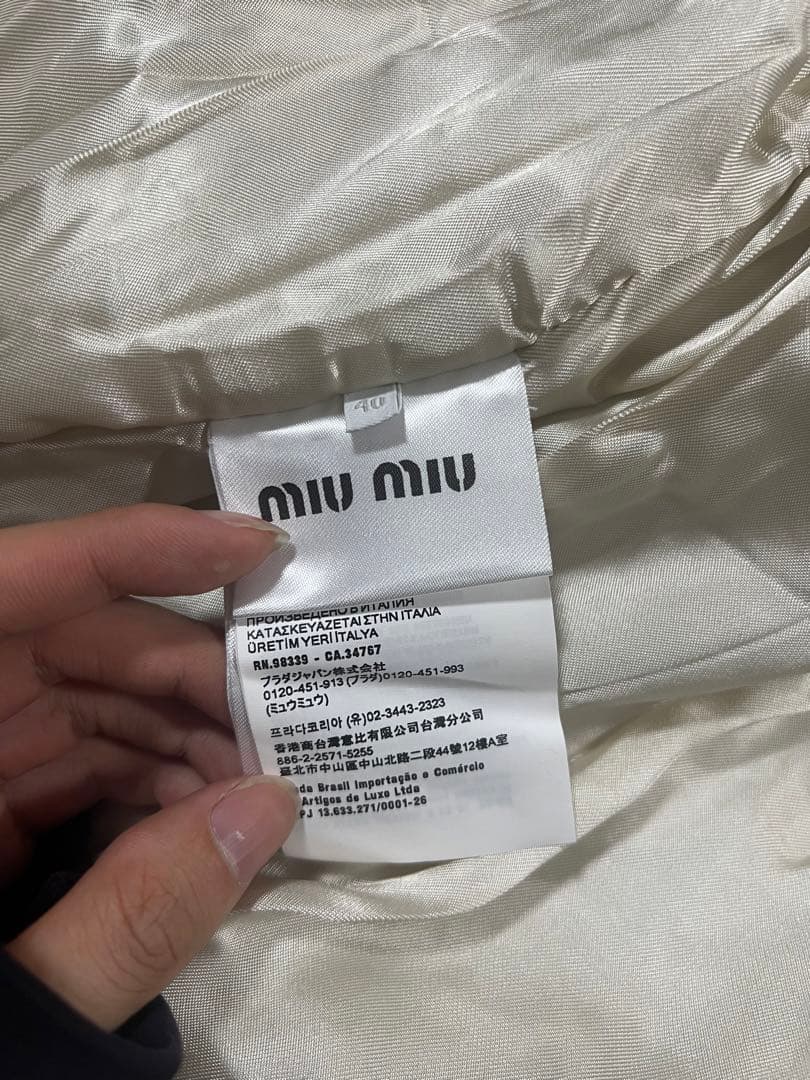 40
miu miu
ПРОИЗВЕДЕНО В ИТАЛИЯ
ΚΑΤΑΣΚΕΥΑΖΕΤΑΙ ΣΤΗΝ ΙΤΑΛΙΑ
ÜRETİM YERİ İTALYA
RN.98339 - CA.34767
プラダジャパン株式会社
0120-451-913 (プラダ)0120-451-993
(ミュウミュウ)
프라다코리아 (유)02-3443-2323
香港商台灣意比有限公司台灣分公司
886-2-2571-5255
臺北市中山區中山北路二段44號12樓A室
Brasil Importação e Comércio
Artigos de Luxo Ltda
PJ 13.633.271/0001-26